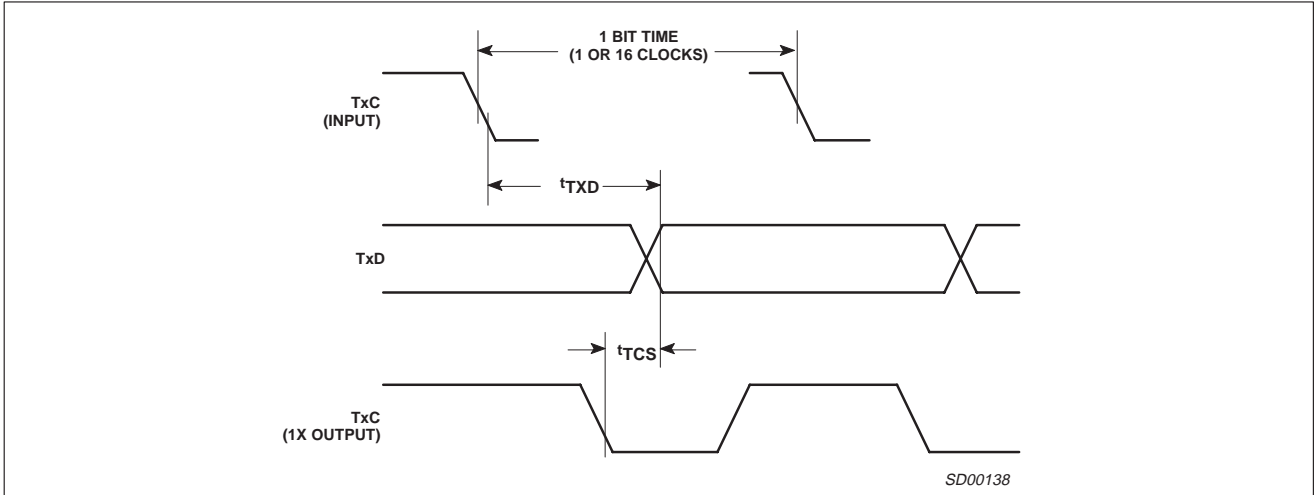 1 BIT TIME
(1 OR 16 CLOCKS)
TxC
(INPUT)
tTXD
TxD
tTCS
TxC
(1X OUTPUT)
SD00138